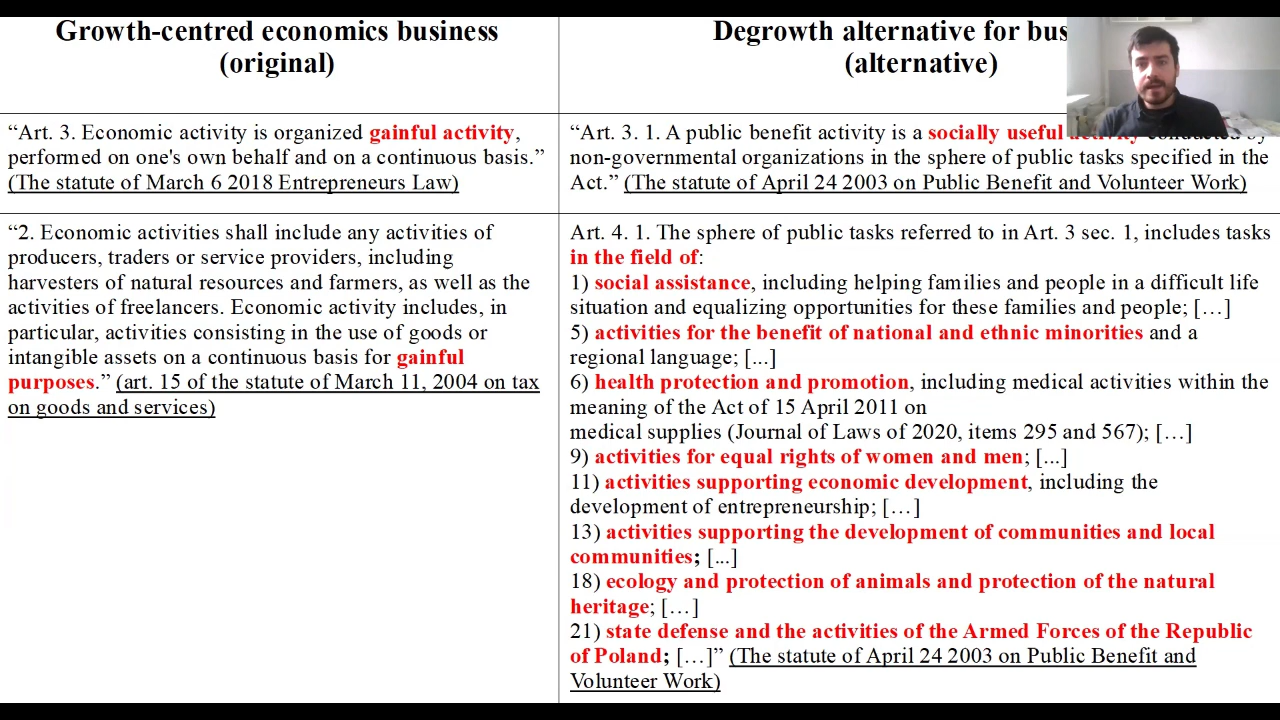 Growth-centred economics business
(original)
Degrowth alternative for bus
(alternative)
“Art. 3. Economic activity is organized gainful activity,
performed on one's own behalf and on a continuous basis.”
(The statute of March 6 2018 Entrepreneurs Law)
“Art. 3. 1. A public benefit activity is a socially useful activity conducted by
non-governmental organizations in the sphere of public tasks specified in the
Act.” (The statute of April 24 2003 on Public Benefit and Volunteer Work)
“2. Economic activities shall include any activities of
producers, traders or service providers, including
harvesters of natural resources and farmers, as well as the
activities of freelancers. Economic activity includes, in
particular, activities consisting in the use of goods or
intangible assets on a continuous basis for gainful
purposes.” (art. 15 of the statute of March 11, 2004 on tax
on goods and services)
Art. 4. 1. The sphere of public tasks referred to in Art. 3 sec. 1, includes tasks
in the field of:
1) social assistance, including helping families and people in a difficult life
situation and equalizing opportunities for these families and people; […]
5) activities for the benefit of national and ethnic minorities and a
regional language; [...]
6) health protection and promotion, including medical activities within the
meaning of the Act of 15 April 2011 on
medical supplies (Journal of Laws of 2020, items 295 and 567); […]
9) activities for equal rights of women and men; [...]
11) activities supporting economic development, including the
development of entrepreneurship; […]
13) activities supporting the development of communities and local
communities; [...]
18) ecology and protection of animals and protection of the natural
heritage; […]
21) state defense and the activities of the Armed Forces of the Republic
of Poland; […]” (The statute of April 24 2003 on Public Benefit and
Volunteer Work)